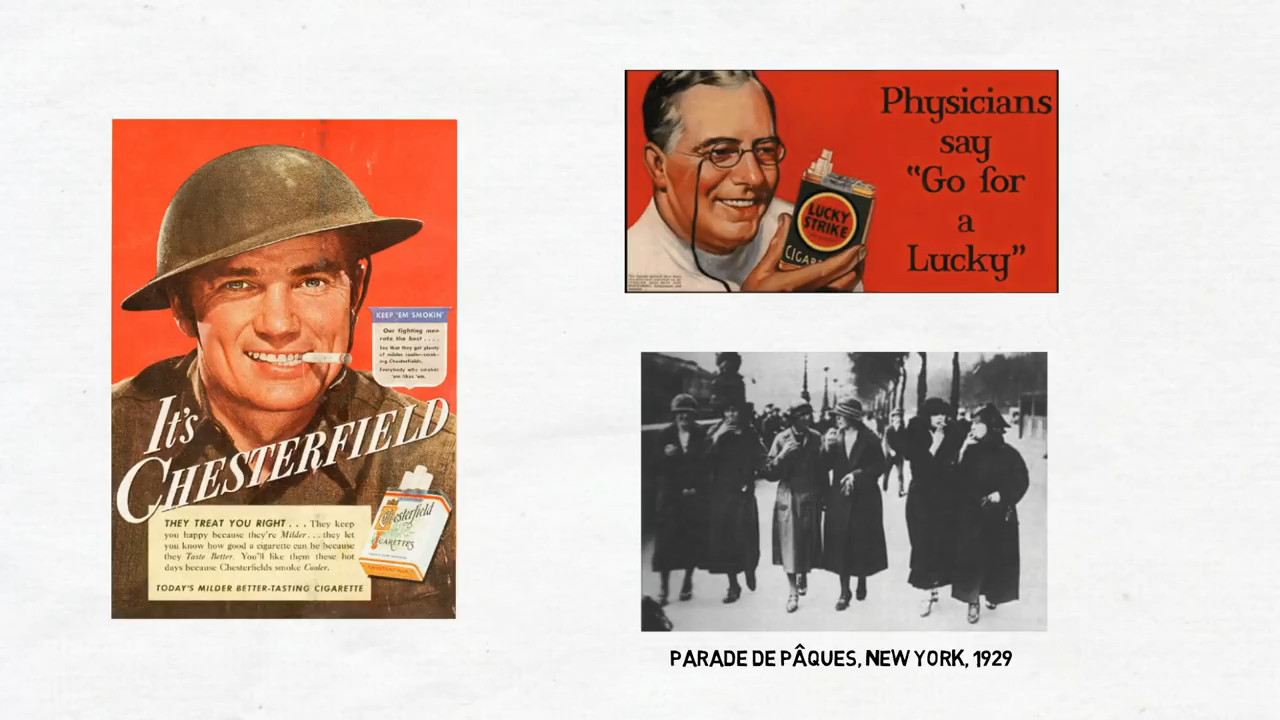 KEEP 'EM SMOKIN'
Our fighting men
rate the best ....
See that they get plenty
of milder cooler-smok-
ing Chesterfields.
Everybody who smokes
'em likes 'em.
It's
CHESTERFIELD
Chesterfield
CIGARETTES
THEY TREAT YOU RIGHT . . . They keep
you happy because they're Milder . . . they let
you know how good a cigarette can be because
they Taste Better. You'll like them these hot
days because Chesterfields smoke Cooler.
TODAY'S MILDER BETTER-TASTING CIGARETTE
Physicians
say
"Go for
a
Lucky"
LUCKY
STRIKE
CIGAR
PARADE DE PÂQUES, NEW YORK, 1929